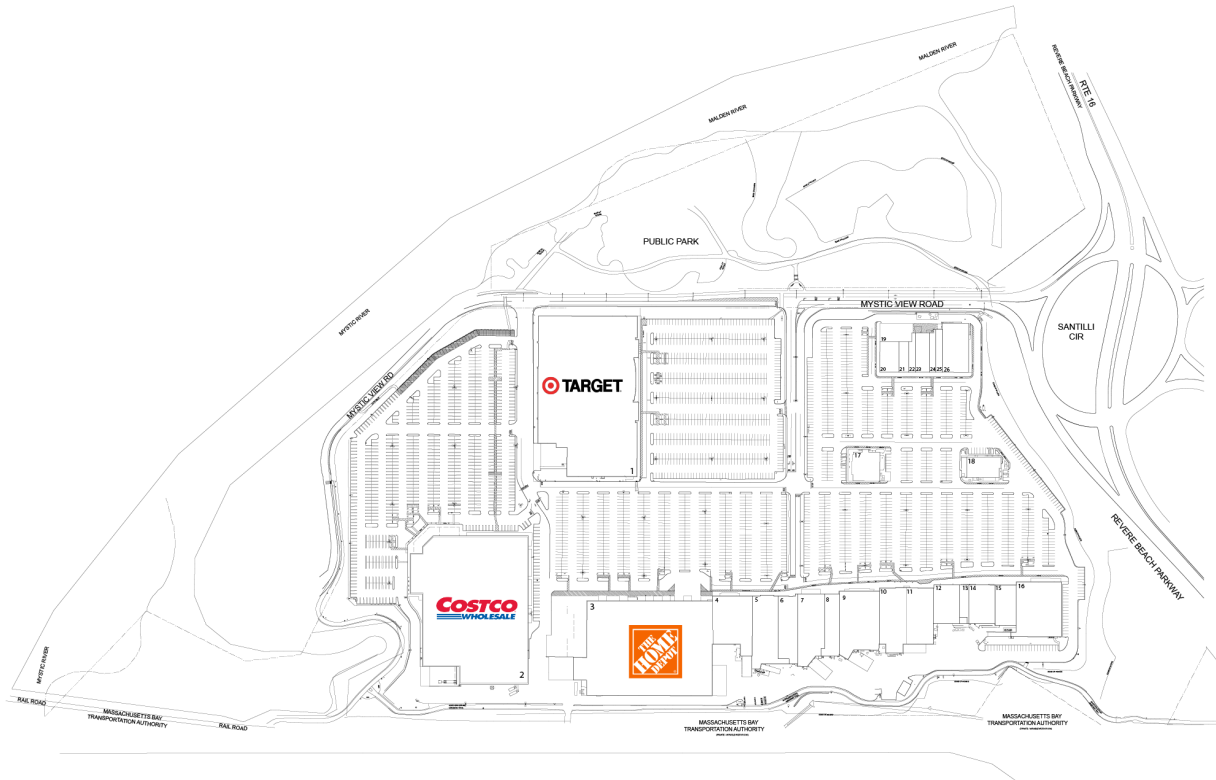 MALDEN RIVER
REVERE BEACH PARKWAY
RTE 16
MALDEN RIVER
PUBLIC PARK
MYSTIC VIEW ROAD
MYSTIC RIVER
SANTILLI
CIR
MYSTIC VIEW RD
19
20
21
22
23
24
25
26
TARGET
1
17
18
REVERE BEACH PARKWAY
COSTCO
WHOLESALE
2
3
THE
HOME
DEPOT
4
5
6
7
8
9
10
11
12
13
14
15
16
MYSTIC RIVER
RAIL ROAD
MASSACHUSETTS BAY
TRANSPORTATION AUTHORITY
RAIL ROAD
MASSACHUSETTS BAY
TRANSPORTATION AUTHORITY
MASSACHUSETTS BAY
TRANSPORTATION AUTHORITY